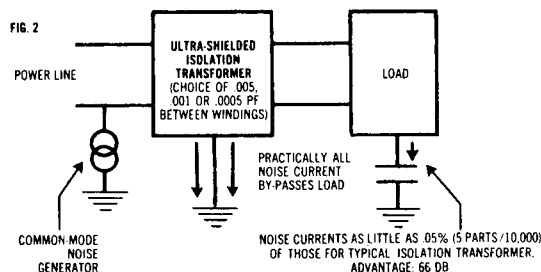 FIG. 2
POWER LINE
ULTRA-SHIELDED
ISOLATION
TRANSFORMER
(CHOICE OF .005,
.001 OR .0005 PF
BETWEEN WINDINGS)
LOAD
PRACTICALLY ALL
NOISE CURRENT
BY-PASSES LOAD
COMMON-MODE
NOISE
GENERATOR
NOISE CURRENTS AS LITTLE AS .05% (5 PARTS/10,000)
OF THOSE FOR TYPICAL ISOLATION TRANSFORMER.
ADVANTAGE: 66 DB